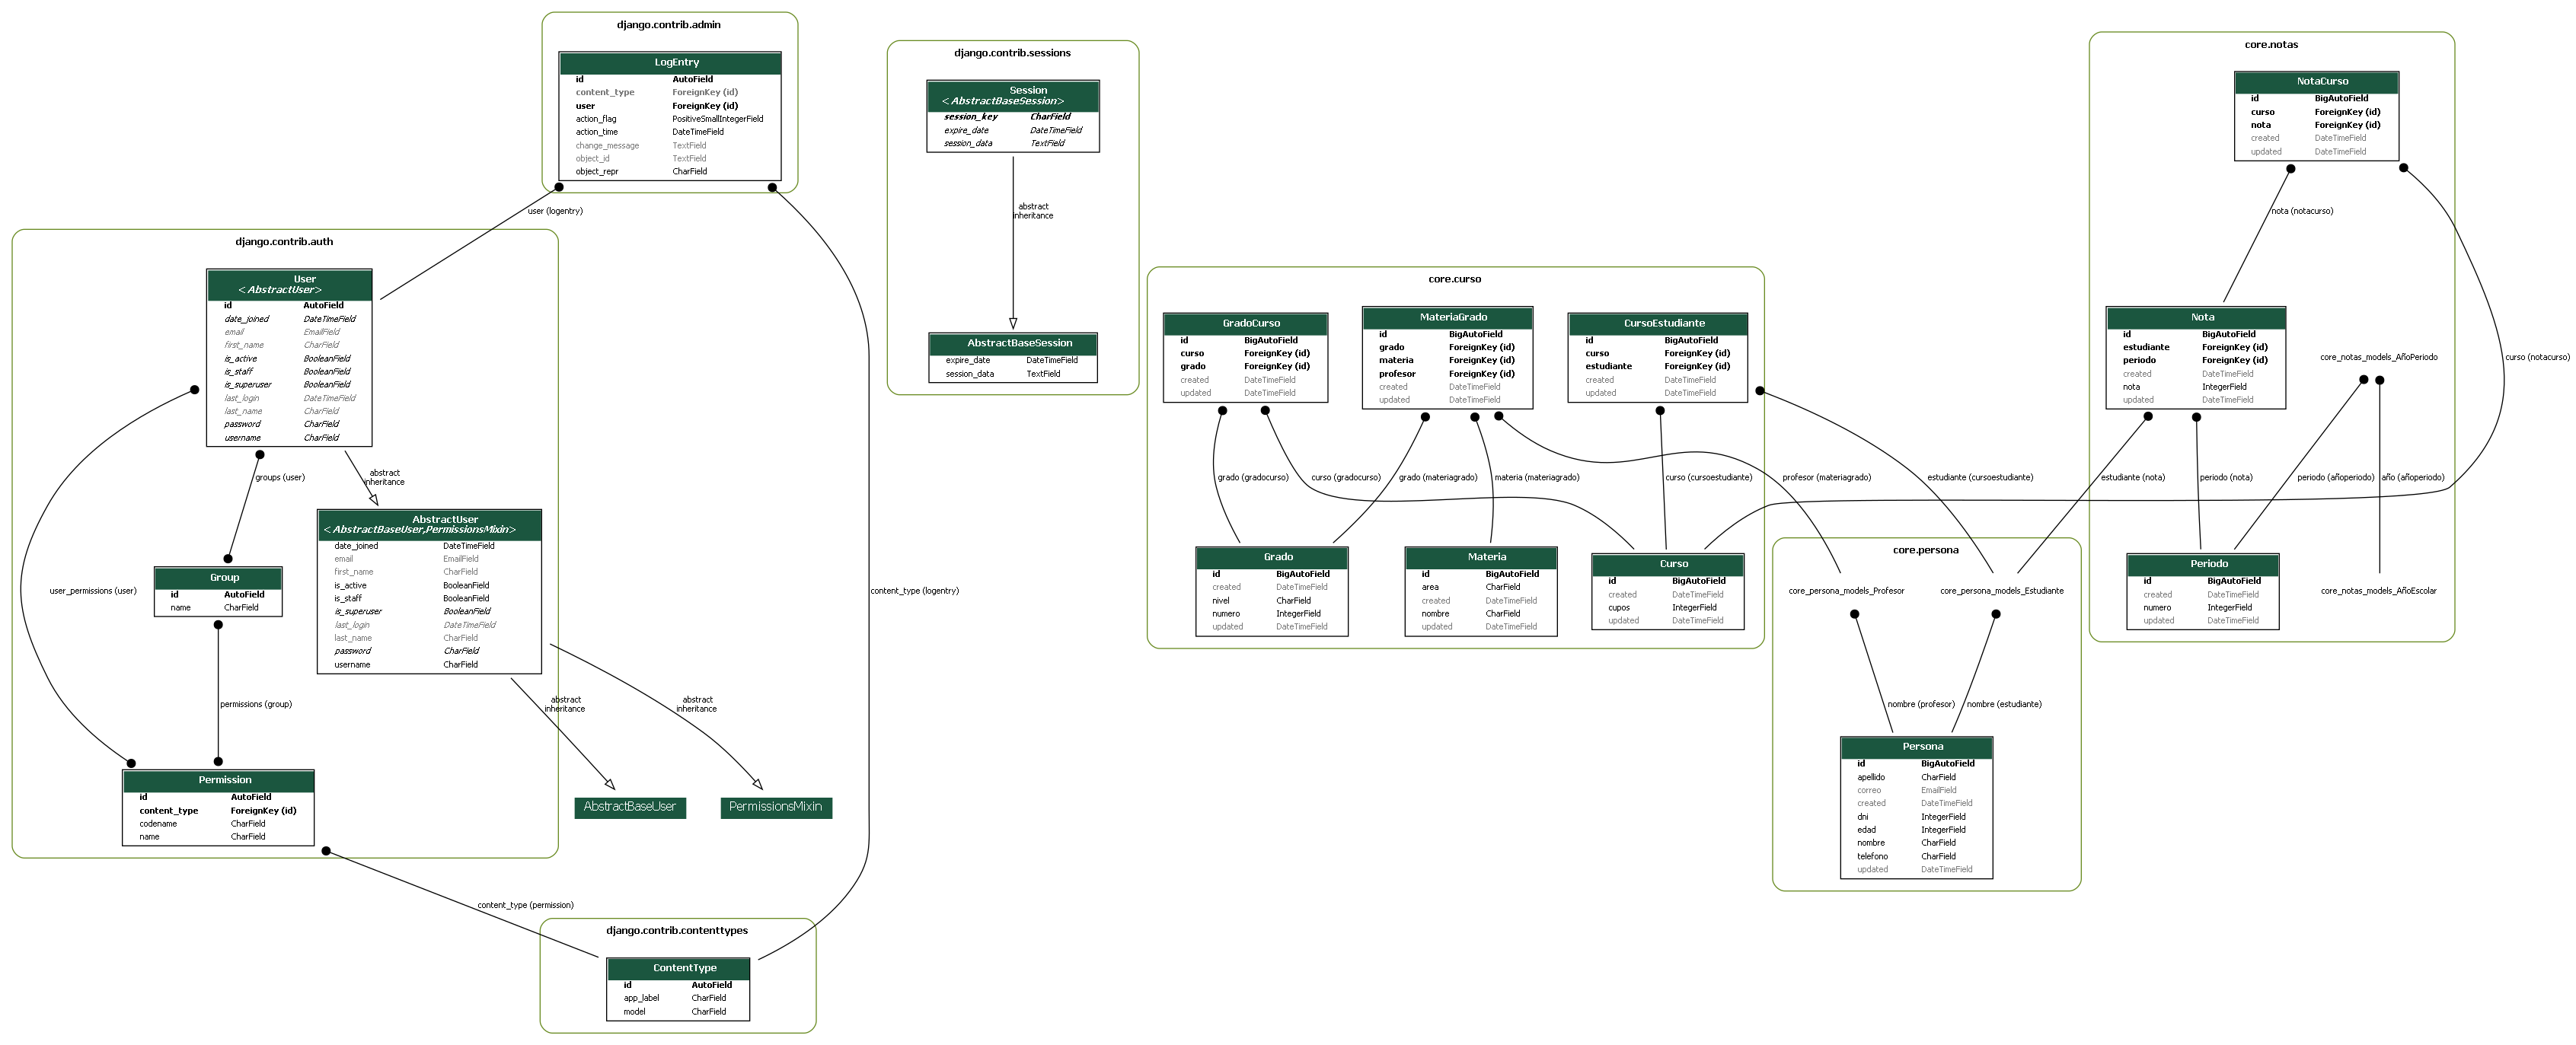 django.contrib.admin
LogEntry
id AutoField
content_type ForeignKey (id)
user ForeignKey (id)
action_flag PositiveSmallIntegerField
action_time DateTimeField
change_message TextField
object_id TextField
object_repr CharField
user (logentry)
content_type (logentry)
django.contrib.auth
User
<AbstractUser>
id AutoField
date_joined DateTimeField
email EmailField
first_name CharField
is_active BooleanField
is_staff BooleanField
is_superuser BooleanField
last_login DateTimeField
last_name CharField
password CharField
username CharField
groups (user)
abstract
inheritance
user_permissions (user)
AbstractUser
<AbstractBaseUser,PermissionsMixin>
date_joined DateTimeField
email EmailField
first_name CharField
is_active BooleanField
is_staff BooleanField
is_superuser BooleanField
last_login DateTimeField
last_name CharField
password CharField
username CharField
Group
id AutoField
name CharField
permissions (group)
abstract
inheritance
abstract
inheritance
Permission
id AutoField
content_type ForeignKey (id)
codename CharField
name CharField
AbstractBaseUser
PermissionsMixin
content_type (permission)
django.contrib.contenttypes
ContentType
id AutoField
app_label CharField
model CharField
django.contrib.sessions
Session
<AbstractBaseSession>
session_key CharField
expire_date DateTimeField
session_data TextField
abstract
inheritance
AbstractBaseSession
expire_date DateTimeField
session_data TextField
core.curso
GradoCurso
id BigAutoField
curso ForeignKey (id)
grado ForeignKey (id)
created DateTimeField
updated DateTimeField
MateriaGrado
id BigAutoField
grado ForeignKey (id)
materia ForeignKey (id)
profesor ForeignKey (id)
created DateTimeField
updated DateTimeField
CursoEstudiante
id BigAutoField
curso ForeignKey (id)
estudiante ForeignKey (id)
created DateTimeField
updated DateTimeField
grado (gradocurso)
curso (gradocurso)
grado (materiagrado)
materia (materiagrado)
curso (cursoestudiante)
profesor (materiagrado)
estudiante (cursoestudiante)
Grado
id BigAutoField
created DateTimeField
nivel CharField
numero IntegerField
updated DateTimeField
Materia
id BigAutoField
area CharField
created DateTimeField
nombre CharField
updated DateTimeField
Curso
id BigAutoField
created DateTimeField
cupos IntegerField
updated DateTimeField
core.persona
core_persona_models_Profesor
core_persona_models_Estudiante
nombre (profesor)
nombre (estudiante)
Persona
id BigAutoField
apellido CharField
correo EmailField
created DateTimeField
dni IntegerField
edad IntegerField
nombre CharField
telefono CharField
updated DateTimeField
core.notas
NotaCurso
id BigAutoField
curso ForeignKey (id)
nota ForeignKey (id)
created DateTimeField
updated DateTimeField
nota (notacurso)
curso (notacurso)
Nota
id BigAutoField
estudiante ForeignKey (id)
periodo ForeignKey (id)
created DateTimeField
nota IntegerField
updated DateTimeField
core_notas_models_AñoPeriodo
estudiante (nota)
periodo (nota)
periodo (añoperiodo)
año (añoperiodo)
Periodo
id BigAutoField
created DateTimeField
numero IntegerField
updated DateTimeField
core_notas_models_AñoEscolar